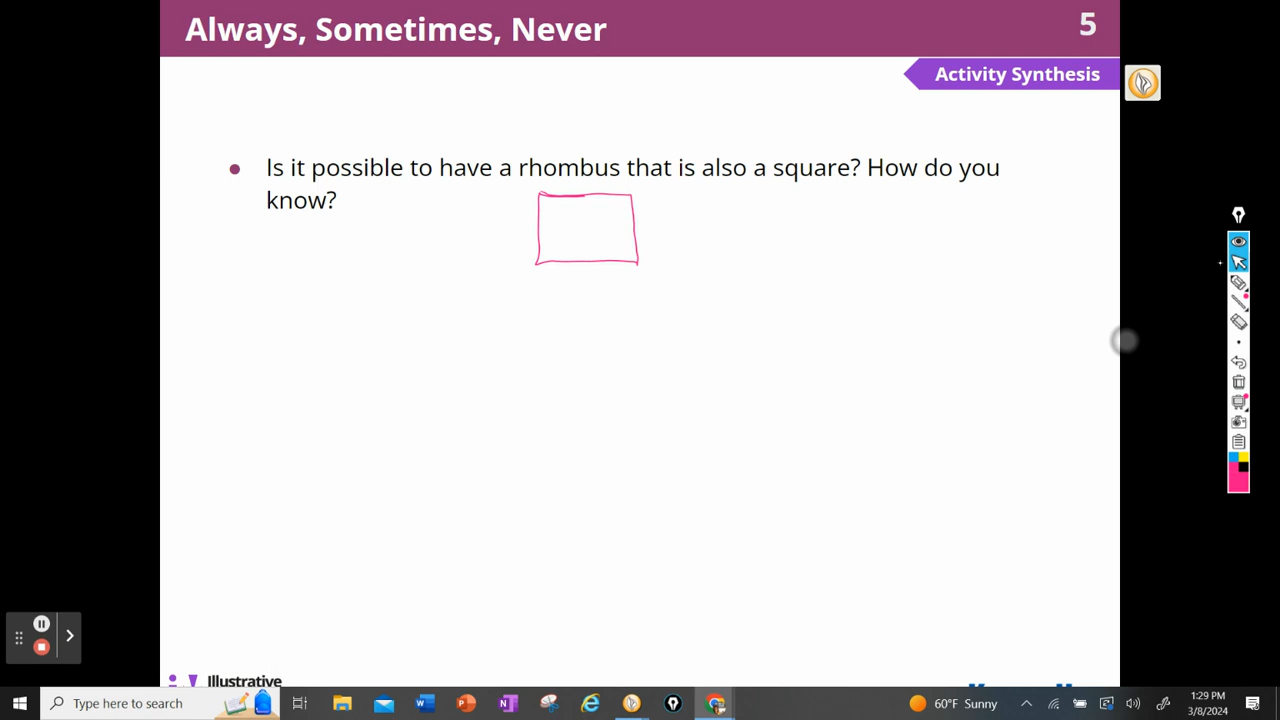 Always, Sometimes, Never
5
Activity Synthesis
Is it possible to have a rhombus that is also a square? How do you
know?
Illustrative
Type here to search
60°F Sunny
1:29 PM
3/8/2024